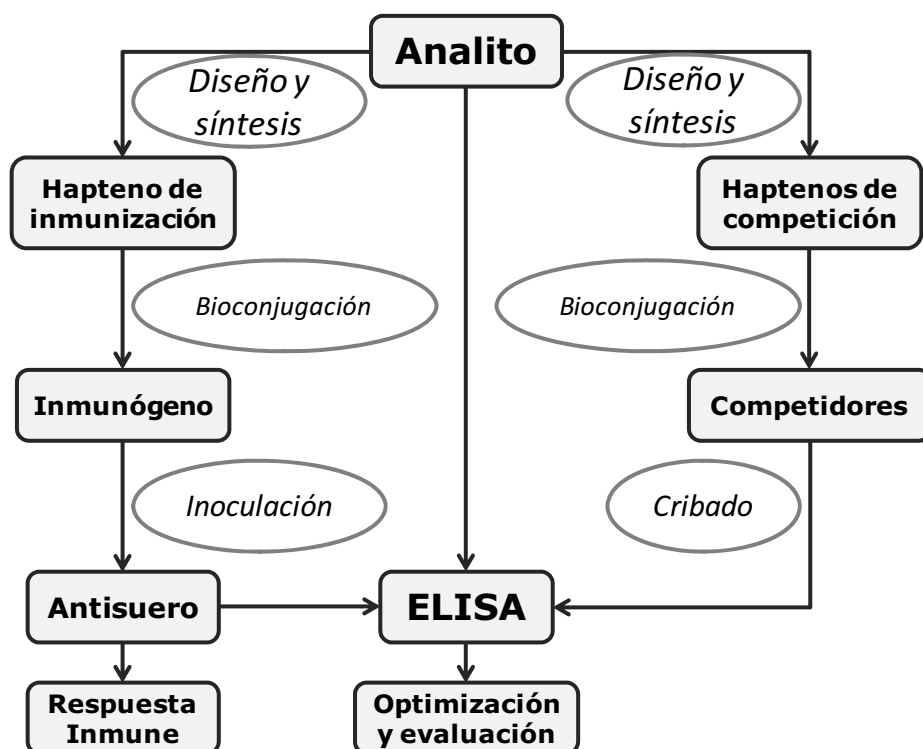 Analito
Diseño y
síntesis
Diseño y
síntesis
Hapteno de
inmunización
Haptenos de
competición
Bioconjugación
Bioconjugación
Inmunógeno
Competidores
Inoculación
Cribado
Antisuero
ELISA
Respuesta
Inmune
Optimización
y evaluación